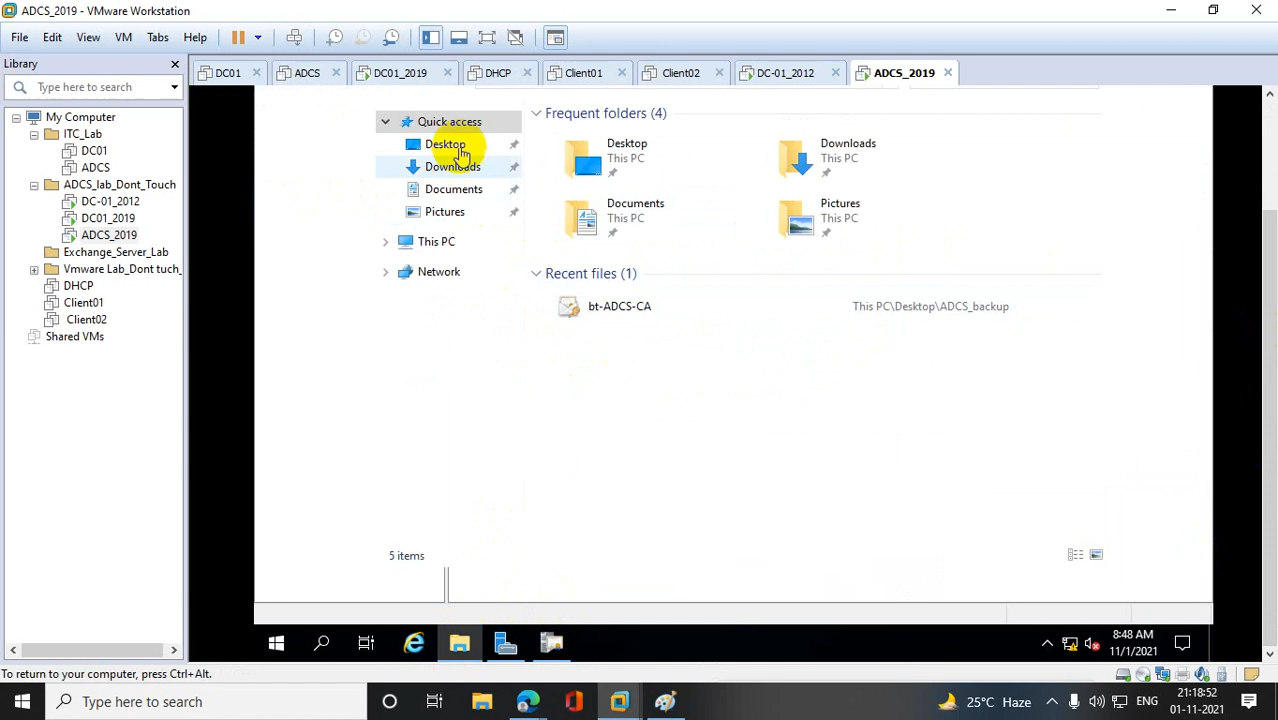 ADCS_2019 - VMware Workstation
File Edit View VM Tabs Help
Library
Type here to search
My Computer
ITC_Lab
DC01
ADCS
ADCS_lab_Dont_Touch
DC-01_2012
DC01_2019
ADCS_2019
Exchange_Server_Lab
Vmware Lab_Dont tuch_
DHCP
Client01
Client02
Shared VMs
DC01 ADCS DC01_2019 DHCP Client01 Client02 DC-01_2012 ADCS_2019
Quick access
Desktop
Downloads
Documents
Pictures
This PC
Network
Frequent folders (4)
Desktop
This PC
Downloads
This PC
Documents
This PC
Pictures
This PC
Recent files (1)
bt-ADCS-CA This PC\Desktop\ADCS_backup
5 items
8:48 AM
11/1/2021
To return to your computer, press Ctrl+Alt.
Type here to search
25°C Haze
ENG
21:18:52
01-11-2021